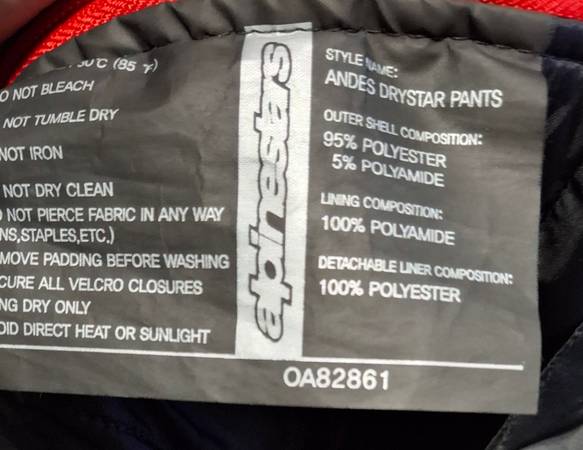 30°C (85 °F)
O NOT BLEACH
NOT TUMBLE DRY
NOT IRON
NOT DRY CLEAN
O NOT PIERCE FABRIC IN ANY WAY
NS,STAPLES,ETC.)
MOVE PADDING BEFORE WASHING
CURE ALL VELCRO CLOSURES
NG DRY ONLY
OID DIRECT HEAT OR SUNLIGHT
alpinestars
STYLE NAME:
ANDES DRYSTAR PANTS
OUTER SHELL COMPOSITION:
95% POLYESTER
5% POLYAMIDE
LINING COMPOSITION:
100% POLYAMIDE
DETACHABLE LINER COMPOSITION:
100% POLYESTER
OA82861